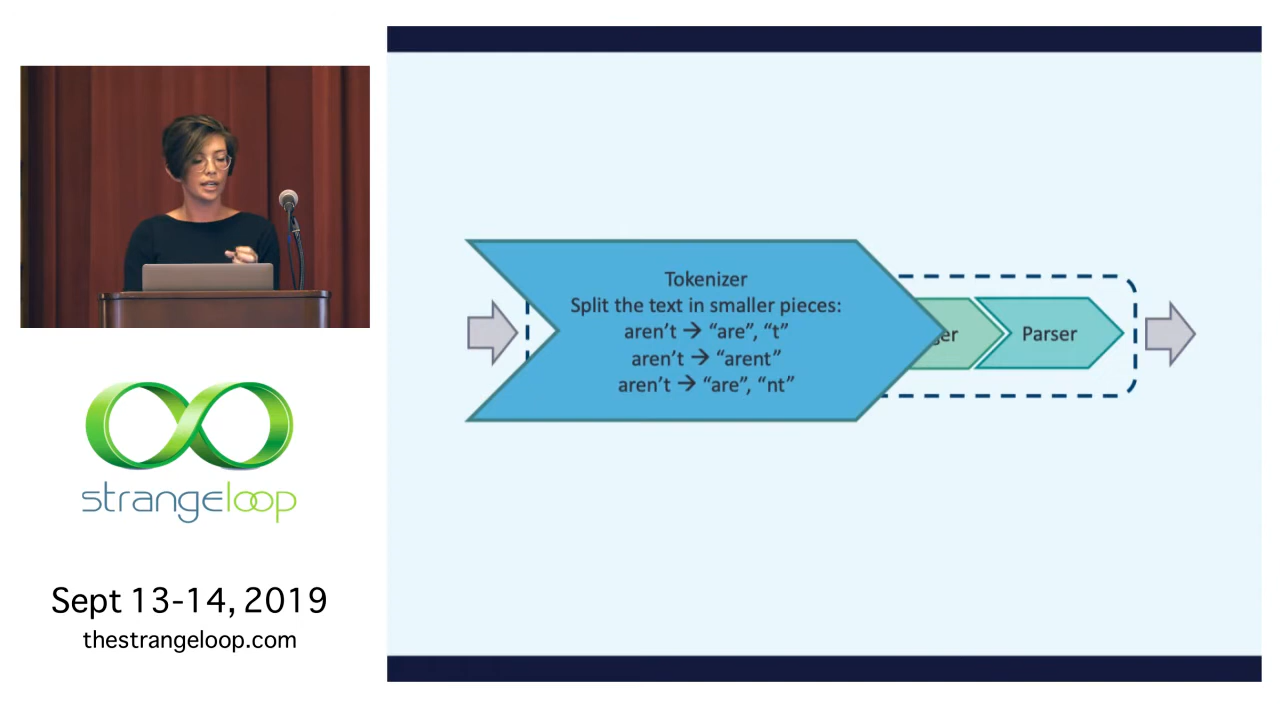 Tokenizer
Split the text in smaller pieces:
aren't → "are", "t"
aren't → "arent"
aren't → "are", "nt"
Parser
strangeloop
Sept 13-14, 2019
thestrangeloop.com